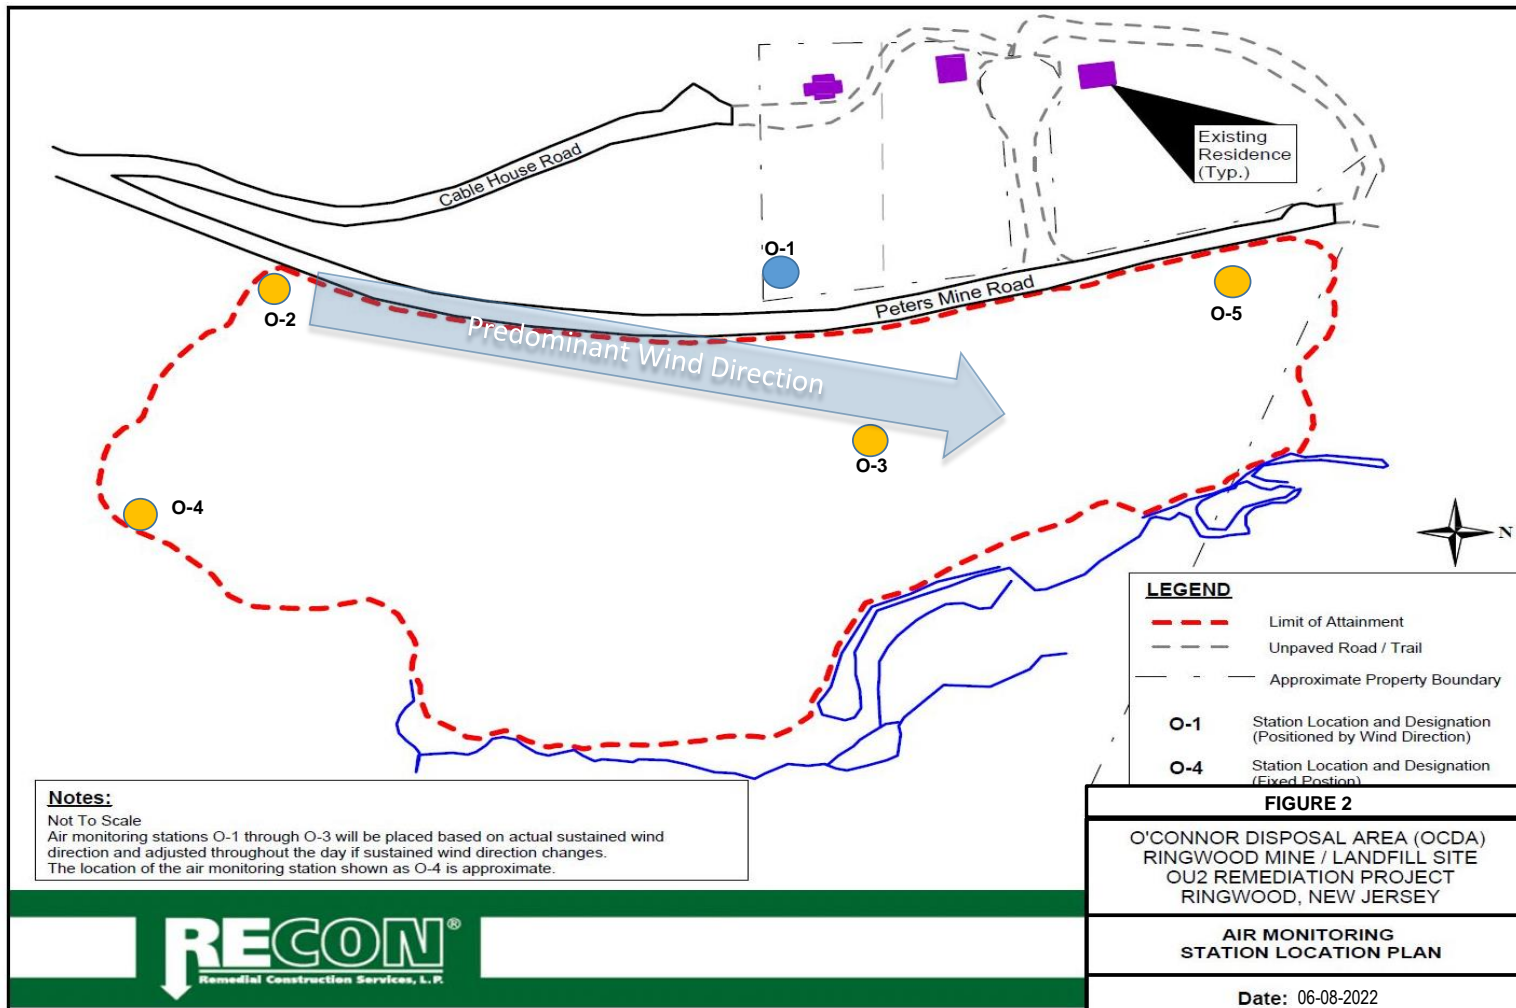 Cable House Road
Existing
Residence
(Typ.)
O-1
O-2
Peters Mine Road
O-5
Predominant Wind Direction
O-3
O-4
N
LEGEND
Limit of Attainment
Unpaved Road / Trail
Approximate Property Boundary
O-1 Station Location and Designation
(Positioned by Wind Direction)
O-4 Station Location and Designation
(Fixed Postion)
Notes:
Not To Scale
Air monitoring stations O-1 through O-3 will be placed based on actual sustained wind
direction and adjusted throughout the day if sustained wind direction changes.
The location of the air monitoring station shown as O-4 is approximate.
FIGURE 2
O'CONNOR DISPOSAL AREA (OCDA)
RINGWOOD MINE / LANDFILL SITE
OU2 REMEDIATION PROJECT
RINGWOOD, NEW JERSEY
AIR MONITORING
STATION LOCATION PLAN
Date: 06-08-2022
RECON®
Remedial Construction Services, L.P.